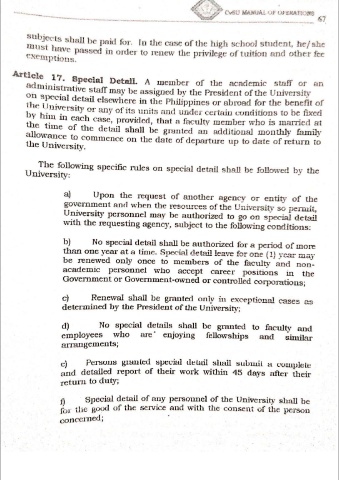 CvSU MANUAL OF OPERATIONS
67
subjects shall be paid for. In the case of the high school student, he/she
must have passed in order to renew the privilege of tuition and other fee
exemptions.
Article 17. Special Detail. A member of the academic staff or an
administrative staff may be assigned by the President of the University
on special detail elsewhere in the Philippines or abroad for the benefit of
the University or any of its units and under certain conditions to be fixed
by him in each case, provided, that a faculty member who is married at
the time of the detail shall be granted an additional monthly family
allowance to commence on the date of departure up to date of return to
the University.
The following specific rules on special detail shall be followed by the
University:
a) Upon the request of another agency or entity of the
government and when the resources of the University so permit,
University personnel may be authorized to go on special detail
with the requesting agency, subject to the following conditions:
b) No special detail shall be authorized for a period of more
than one year at a time. Special detail leave for one (1) year may
be renewed only once to members of the faculty and non-
academic personnel who accept career positions in the
Government or Government-owned or controlled corporations;
c) Renewal shall be granted only in exceptional cases as
determined by the President of the University;
d) No special details shall be granted to faculty and
employees who are enjoying fellowships and similar
arrangements;
e) Persons granted special detail shall submit a complete
and detailed report of their work within 45 days after their
return to duty;
f) Special detail of any personnel of the University shall be
for the good of the service and with the consent of the person
concerned;